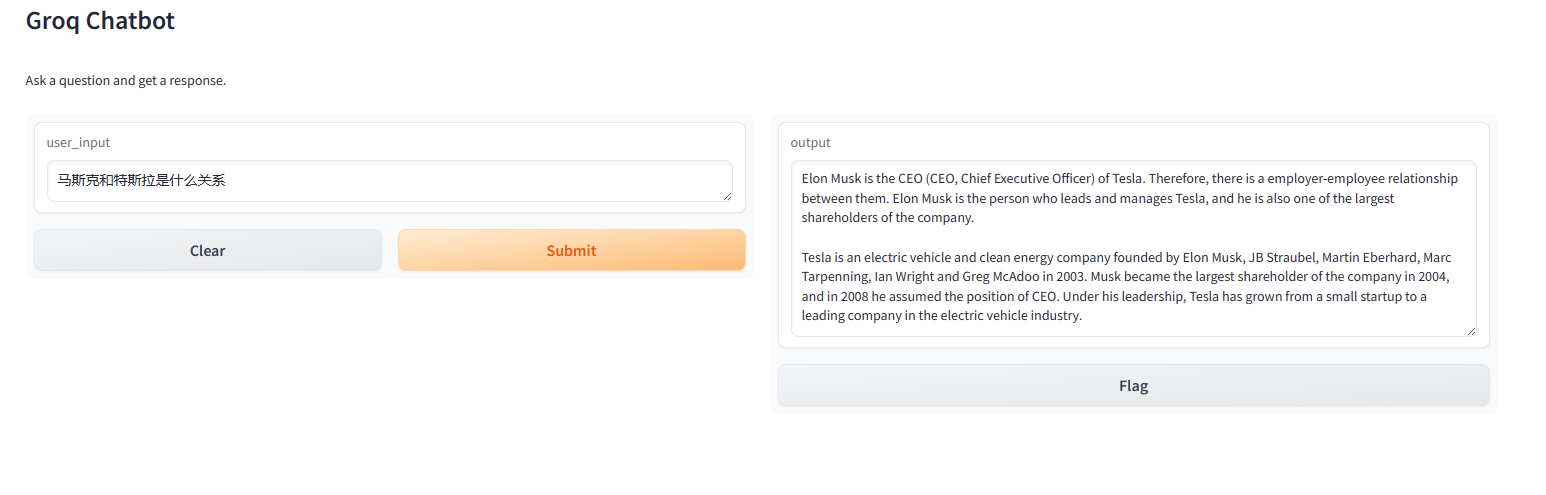 Groq Chatbot
Ask a question and get a response.
user_input
马斯克和特斯拉是什么关系
Clear
Submit
output
Elon Musk is the CEO (CEO, Chief Executive Officer) of Tesla. Therefore, there is a employer-employee relationship
between them. Elon Musk is the person who leads and manages Tesla, and he is also one of the largest
shareholders of the company.
Tesla is an electric vehicle and clean energy company founded by Elon Musk, JB Straubel, Martin Eberhard, Marc
Tarpenning, Ian Wright and Greg McAdoo in 2003. Musk became the largest shareholder of the company in 2004,
and in 2008 he assumed the position of CEO. Under his leadership, Tesla has grown from a small startup to a
leading company in the electric vehicle industry.
Flag